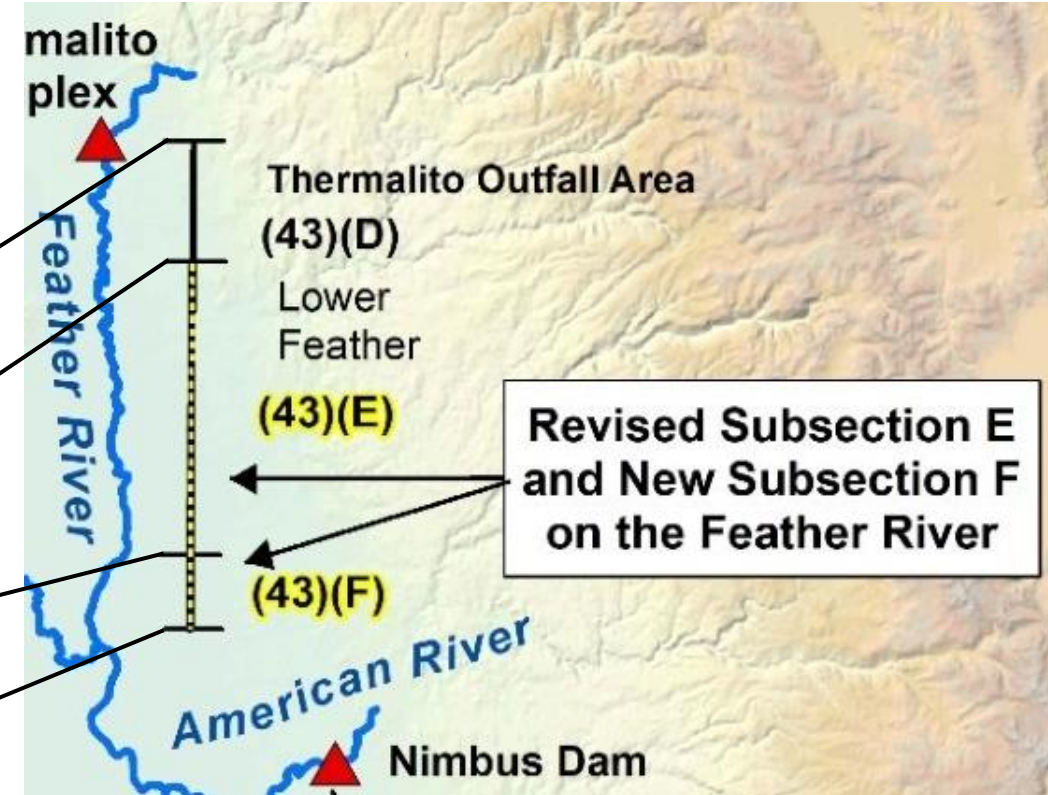 malito
plex
Thermalito Outfall Area
(43)(D)
Feather River
Lower
Feather
(43)(E)
Revised Subsection E
and New Subsection F
on the Feather River
(43)(F)
American River
Nimbus Dam